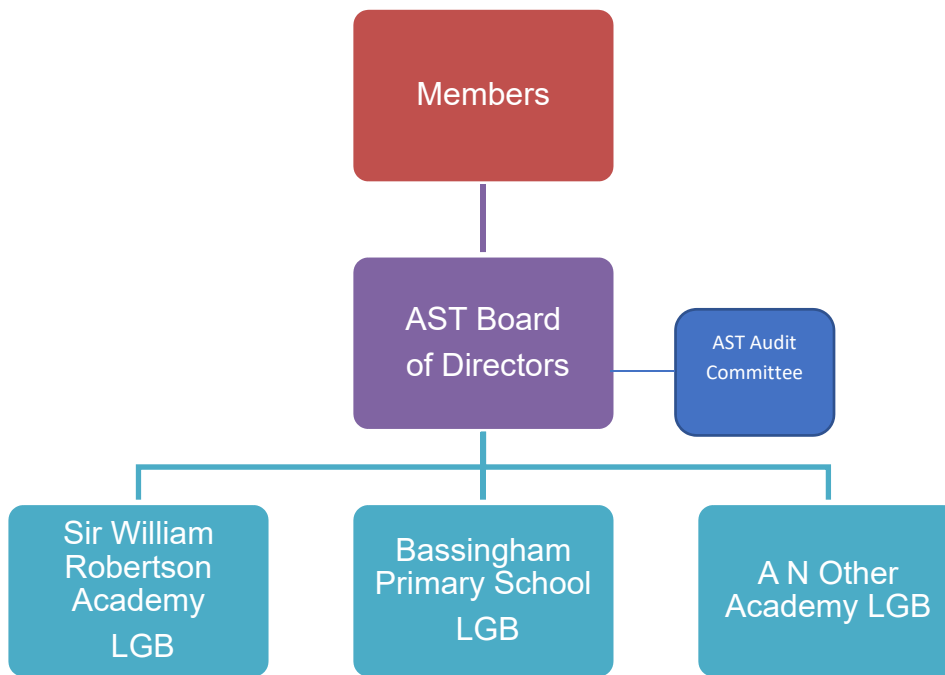 Members
AST Board
of Directors
AST Audit
Committee
Sir William
Robertson
Academy
LGB
Bassingham
Primary School
LGB
A N Other
Academy LGB